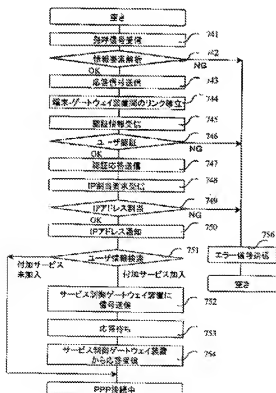 空き
発呼信号受信
741
情報要素解析
742
OK
NG
応答信号送信
743
端末-ゲートウェイ装置間のリンク確立
744
認証情報受信
745
ユーザ認証
746
OK
NG
認証応答送信
747
IP割当要求受信
748
IPアドレス割当
749
OK
NG
IPアドレス通知
750
ユーザ情報検索
751
756
エラー信号送信
空き
付加サービス
未加入
付加サービス加入
サービス制御ゲートウェイ装置に
信号送信
752
応答待ち
753
サービス制御ゲートウェイ装置
から応答受信
754
PPP接続中